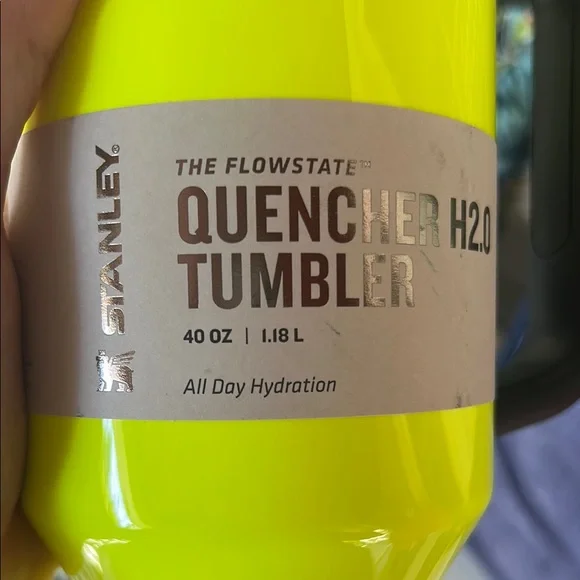 STANLEY®
THE FLOWSTATE™
QUENCHER H2.0
TUMBLER
40 OZ | 1.18 L
All Day Hydration